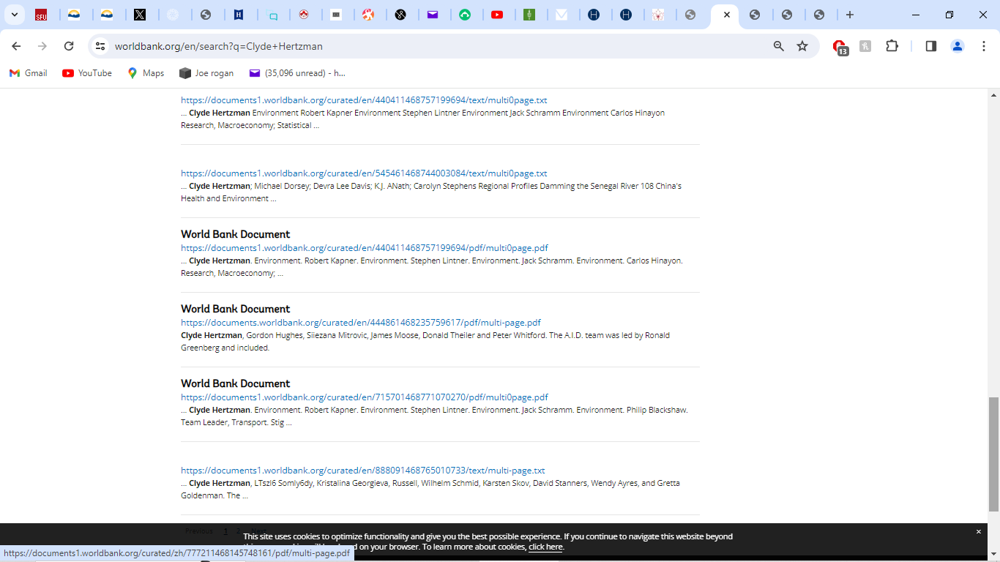 SFU
worldbank.org/en/search?q=Clyde+Hertzman
13
Gmail
YouTube
Maps
Joe rogan
(35,096 unread) - h...
https://documents1.worldbank.org/curated/en/440411468757199694/text/multi0page.txt
... Clyde Hertzman Environment Robert Kapner Environment Stephen Lintner Environment Jack Schramm Environment Carlos Hinayon
Research, Macroeconomy; Statistical ...
https://documents1.worldbank.org/curated/en/545461468744003084/text/multi0page.txt
... Clyde Hertzman; Michael Dorsey; Devra Lee Davis; K.J. ANath; Carolyn Stephens Regional Profiles Damming the Senegal River 108 China's
Health and Environment ...
World Bank Document
https://documents1.worldbank.org/curated/en/440411468757199694/pdf/multi0page.pdf
... Clyde Hertzman. Environment. Robert Kapner. Environment. Stephen Lintner. Environment. Jack Schramm. Environment. Carlos Hinayon.
Research, Macroeconomy; ...
World Bank Document
https://documents.worldbank.org/curated/en/444861468235759617/pdf/multi-page.pdf
Clyde Hertzman, Gordon Hughes, Siiezana Mitrovic, James Moose, Donald Theiler and Peter Whitford. The A.I.D. team was led by Ronald
Greenberg and included.
World Bank Document
https://documents1.worldbank.org/curated/en/715701468771070270/pdf/multi0page.pdf
... Clyde Hertzman. Environment. Robert Kapner. Environment. Stephen Lintner. Environment. Jack Schramm. Environment. Philip Blackshaw.
Team Leader, Transport. Stig ...
https://documents1.worldbank.org/curated/en/888091468765010733/text/multi-page.txt
... Clyde Hertzman, LTszl6 Somly6dy, Kristalina Georgieva, Russell, Wilhelm Schmid, Karsten Skov, David Stanners, Wendy Ayres, and Gretta
Goldenman. The ...
Previous 1 2 Next
This site uses cookies to optimize functionality and give you the best possible experience. If you continue to navigate this website beyond
on your browser. To learn more about cookies, click here.
https://documents1.worldbank.org/curated/zh/777211468145748161/pdf/multi-page.pdf